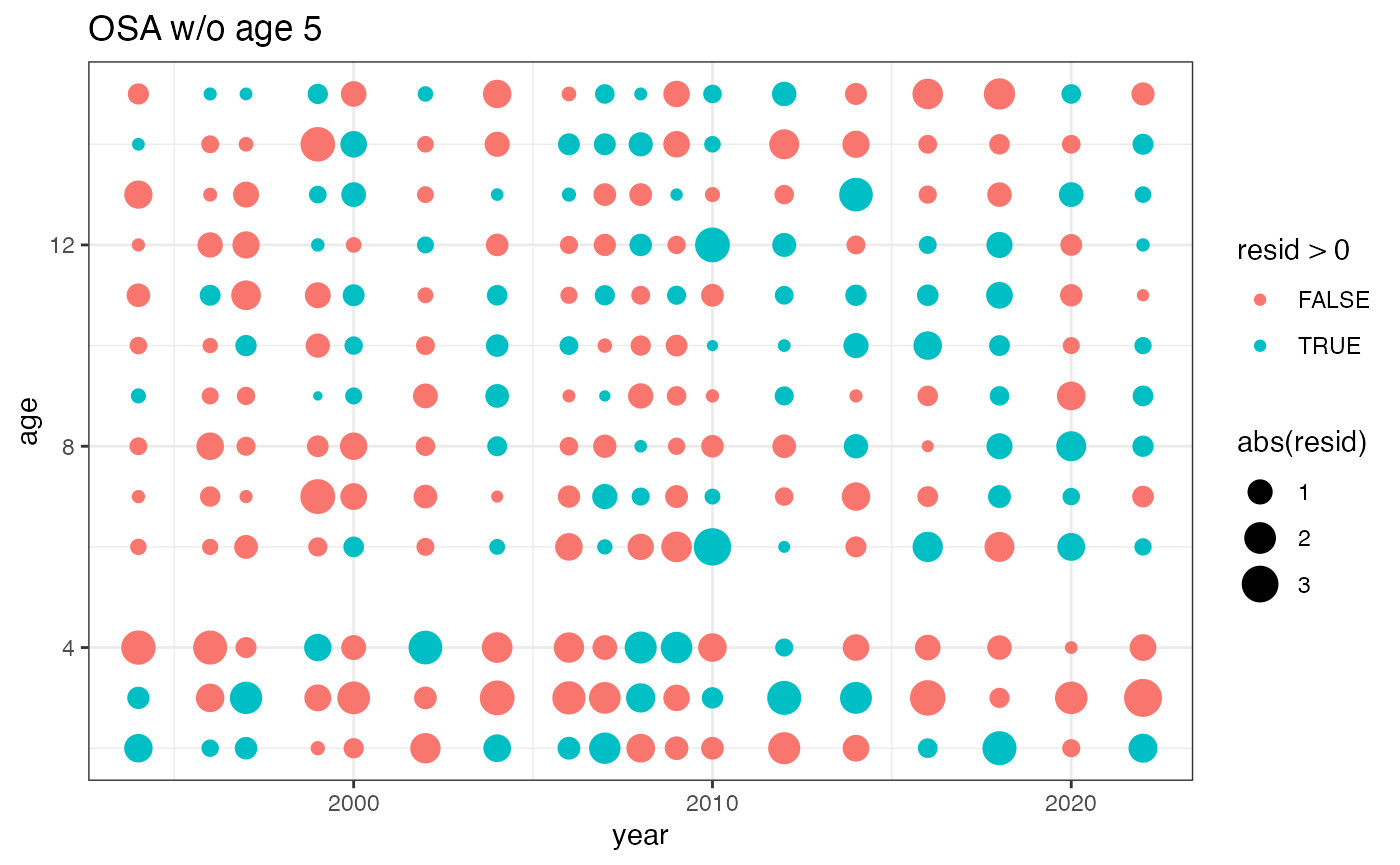 OSA w/o age 5
age
12
8
4
2000
2010
2020
year
resid > 0
FALSE
TRUE
abs(resid)
1
2
3